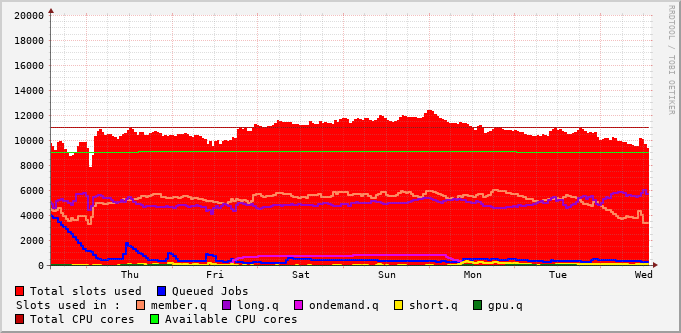 RRDTOOL / TOBI OETIKER
20000
18000
16000
14000
12000
10000
8000
6000
4000
2000
0
Thu Fri Sat Sun Mon Tue Wed
Total slots used Queued Jobs
Slots used in : member.q long.q ondemand.q short.q gpu.q
Total CPU cores Available CPU cores